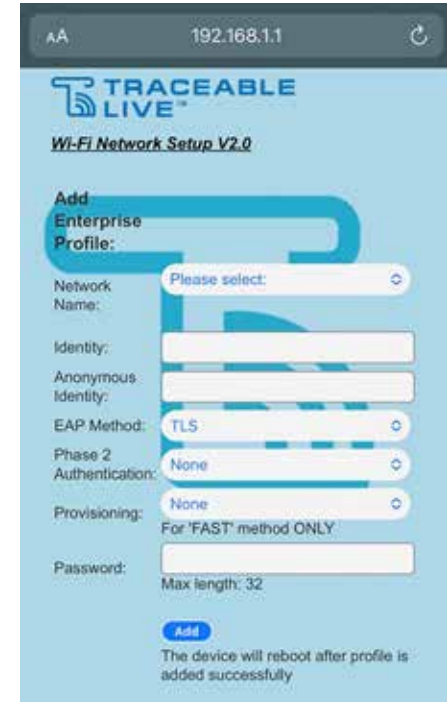 AA 192.168.1.1
TRACEABLE
LIVE™
Wi-Fi Network Setup V2.0
Add
Enterprise
Profile:
Network Name: Please select:
Identity:
Anonymous Identity:
EAP Method: TLS
Phase 2 Authentication: None
Provisioning: None
For 'FAST' method ONLY
Password:
Max length: 32
Add
The device will reboot after profile is
added successfully